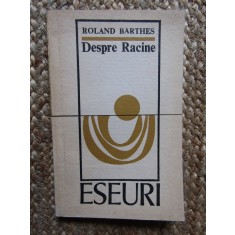 ROLAND BARTHES
Despre Racine
ESEURI